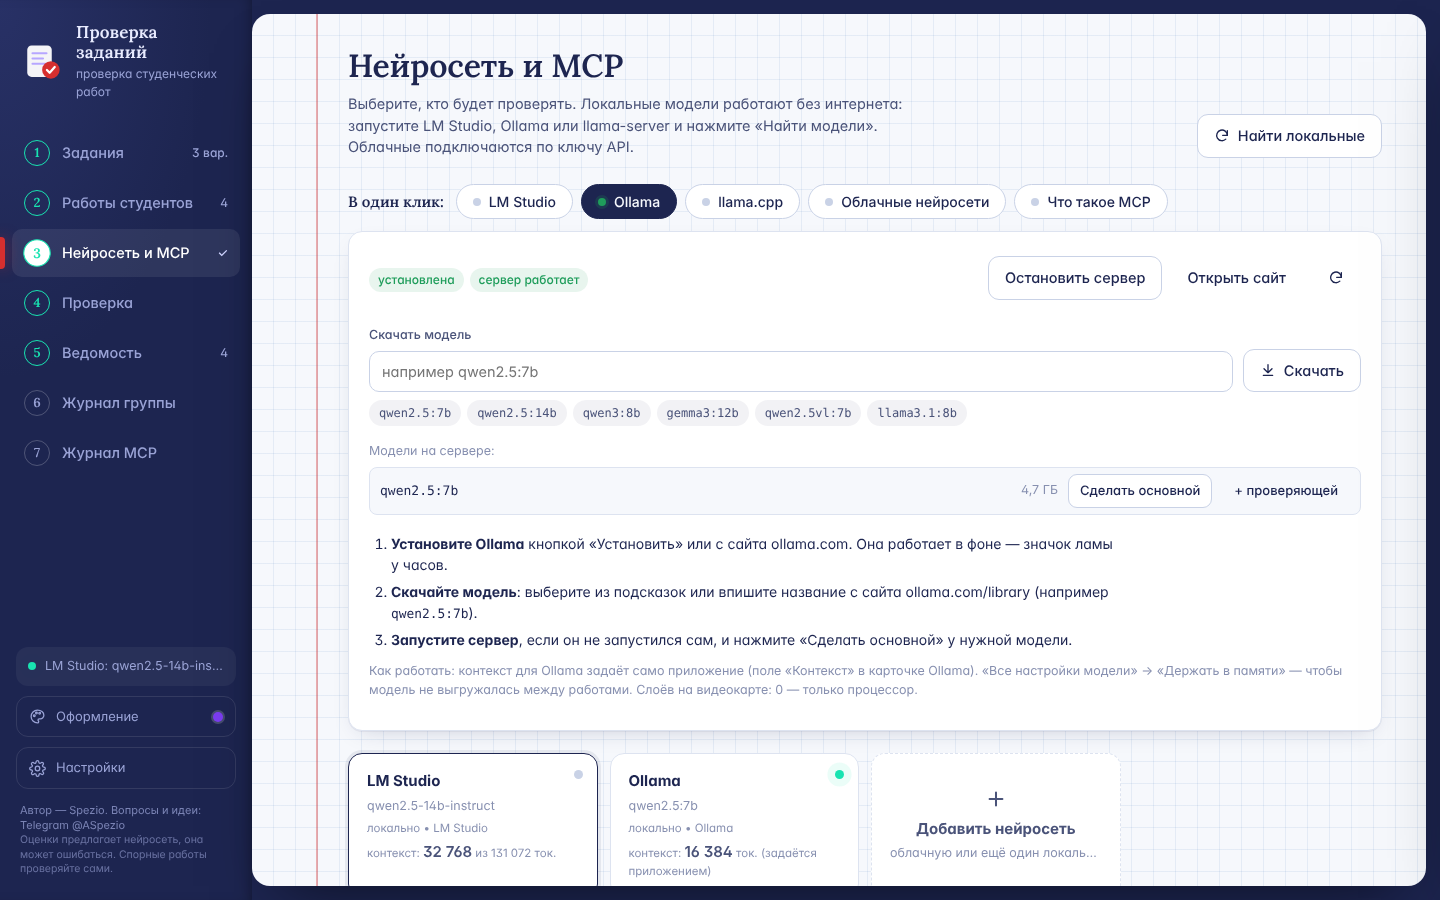 Проверка
заданий
проверка студенческих
работ
1 Задания 3 вар.
2 Работы студентов 4
3 Нейросеть и MCP
4 Проверка
5 Ведомость 4
6 Журнал группы
7 Журнал MCP
LM Studio: qwen2.5-14b-ins...
Оформление
Настройки
Автор — Spezio. Вопросы и идеи:
Telegram @ASpezio
Оценки предлагает нейросеть, она
может ошибаться. Спорные работы
проверяйте сами.
Нейросеть и MCP
Выберите, кто будет проверять. Локальные модели работают без интернета:
запустите LM Studio, Ollama или llama-server и нажмите «Найти модели».
Облачные подключаются по ключу API.
Найти локальные
В один клик: LM Studio Ollama llama.cpp Облачные нейросети Что такое MCP
установлена сервер работает Остановить сервер Открыть сайт
Скачать модель
например qwen2.5:7b Скачать
qwen2.5:7b qwen2.5:14b qwen3:8b gemma3:12b qwen2.5vl:7b llama3.1:8b
Модели на сервере:
qwen2.5:7b 4,7 ГБ Сделать основной + проверяющей
1. Установите Ollama кнопкой «Установить» или с сайта ollama.com. Она работает в фоне — значок ламы
у часов.
2. Скачайте модель: выберите из подсказок или впишите название с сайта ollama.com/library (например
qwen2.5:7b).
3. Запустите сервер, если он не запустился сам, и нажмите «Сделать основной» у нужной модели.
Как работать: контекст для Ollama задаёт само приложение (поле «Контекст» в карточке Ollama). «Все настройки модели» → «Держать в памяти» — чтобы
модель не выгружалась между работами. Слоёв на видеокарте: 0 — только процессор.
LM Studio
qwen2.5-14b-instruct
локально • LM Studio
контекст: 32 768 из 131 072 ток.
Ollama
qwen2.5:7b
локально • Ollama
контекст: 16 384 ток. (задаётся
приложением)
+
Добавить нейросеть
облачную или ещё один локаль...